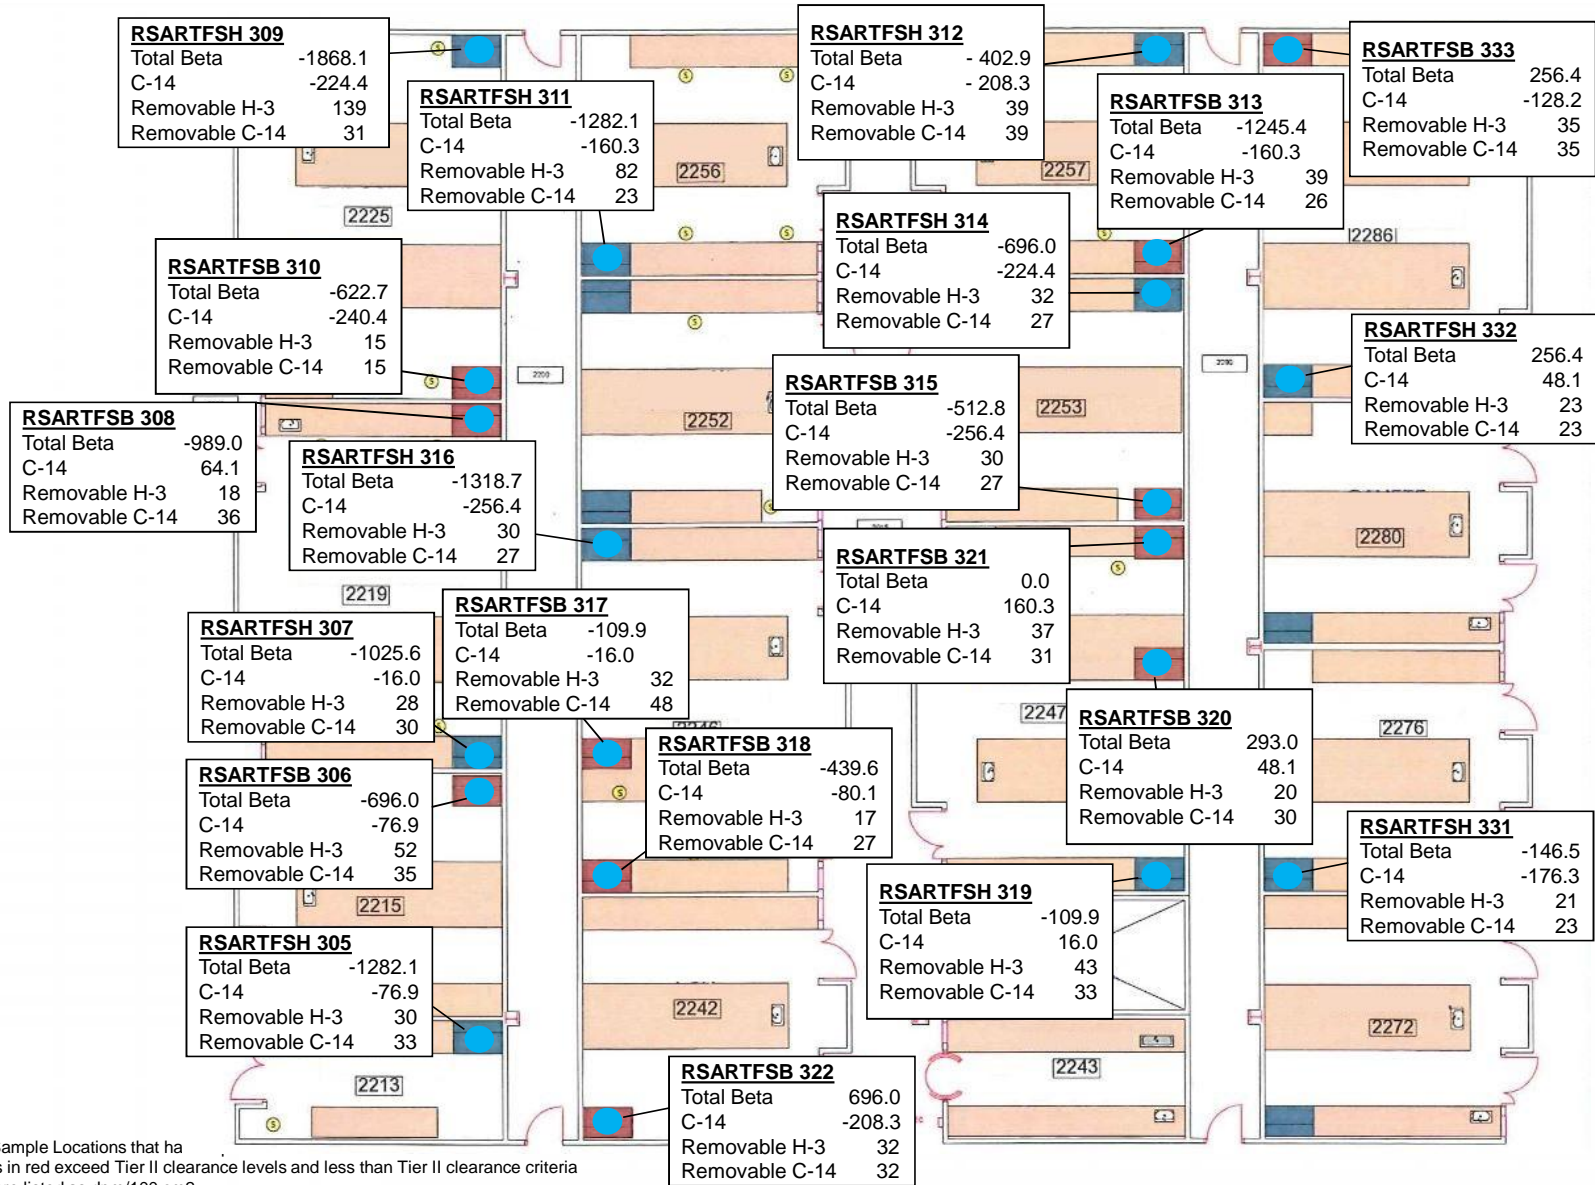 RSARTFSH 309
Total Beta -1868.1
C-14 -224.4
Removable H-3 139
Removable C-14 31
RSARTFSH 311
Total Beta -1282.1
C-14 -160.3
Removable H-3 82
Removable C-14 23
RSARTFSH 312
Total Beta - 402.9
C-14 - 208.3
Removable H-3 39
Removable C-14 39
RSARTFSB 313
Total Beta -1245.4
C-14 -160.3
Removable H-3 39
Removable C-14 26
RSARTFSB 333
Total Beta 256.4
C-14 -128.2
Removable H-3 35
Removable C-14 35
2256
2257
2225
2286
RSARTFSH 314
Total Beta -696.0
C-14 -224.4
Removable H-3 32
Removable C-14 27
RSARTFSB 310
Total Beta -622.7
C-14 -240.4
Removable H-3 15
Removable C-14 15
RSARTFSH 332
Total Beta 256.4
C-14 48.1
Removable H-3 23
Removable C-14 23
2200
RSARTFSB 315
Total Beta -512.8
C-14 -256.4
Removable H-3 30
Removable C-14 27
2252
2253
RSARTFSB 308
Total Beta -989.0
C-14 64.1
Removable H-3 18
Removable C-14 36
RSARTFSH 316
Total Beta -1318.7
C-14 -256.4
Removable H-3 30
Removable C-14 27
2280
RSARTFSB 321
Total Beta 0.0
C-14 160.3
Removable H-3 37
Removable C-14 31
2219
RSARTFSH 307
Total Beta -1025.6
C-14 -16.0
Removable H-3 28
Removable C-14 30
RSARTFSB 317
Total Beta -109.9
C-14 -16.0
Removable H-3 32
Removable C-14 48
2247
2276
RSARTFSB 320
Total Beta 293.0
C-14 48.1
Removable H-3 20
Removable C-14 30
RSARTFSB 318
Total Beta -439.6
C-14 -80.1
Removable H-3 17
Removable C-14 27
RSARTFSB 306
Total Beta -696.0
C-14 -76.9
Removable H-3 52
Removable C-14 35
RSARTFSH 331
Total Beta -146.5
C-14 -176.3
Removable H-3 21
Removable C-14 23
RSARTFSH 319
Total Beta -109.9
C-14 16.0
Removable H-3 43
Removable C-14 33
2215
RSARTFSH 305
Total Beta -1282.1
C-14 -76.9
Removable H-3 30
Removable C-14 33
2242
2272
2243
2213
RSARTFSB 322
Total Beta 696.0
C-14 -208.3
Removable H-3 32
Removable C-14 32
ample Locations that ha
s in red exceed Tier II clearance levels and less than Tier II clearance criteria